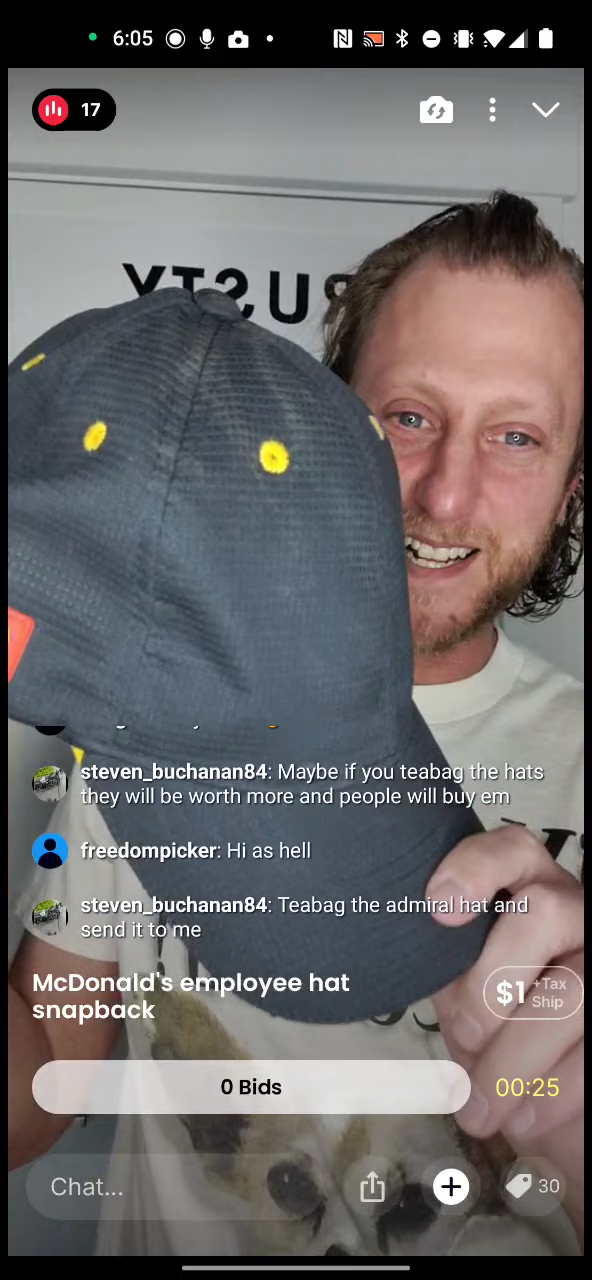 6:05
17
steven_buchanan84: Maybe if you teabag the hats
they will be worth more and people will buy em
freedompicker: Hi as hell
steven_buchanan84: Teabag the admiral hat and
send it to me
McDonald's employee hat
snapback
$1 +Tax
Ship
0 Bids
00:25
Chat...
30